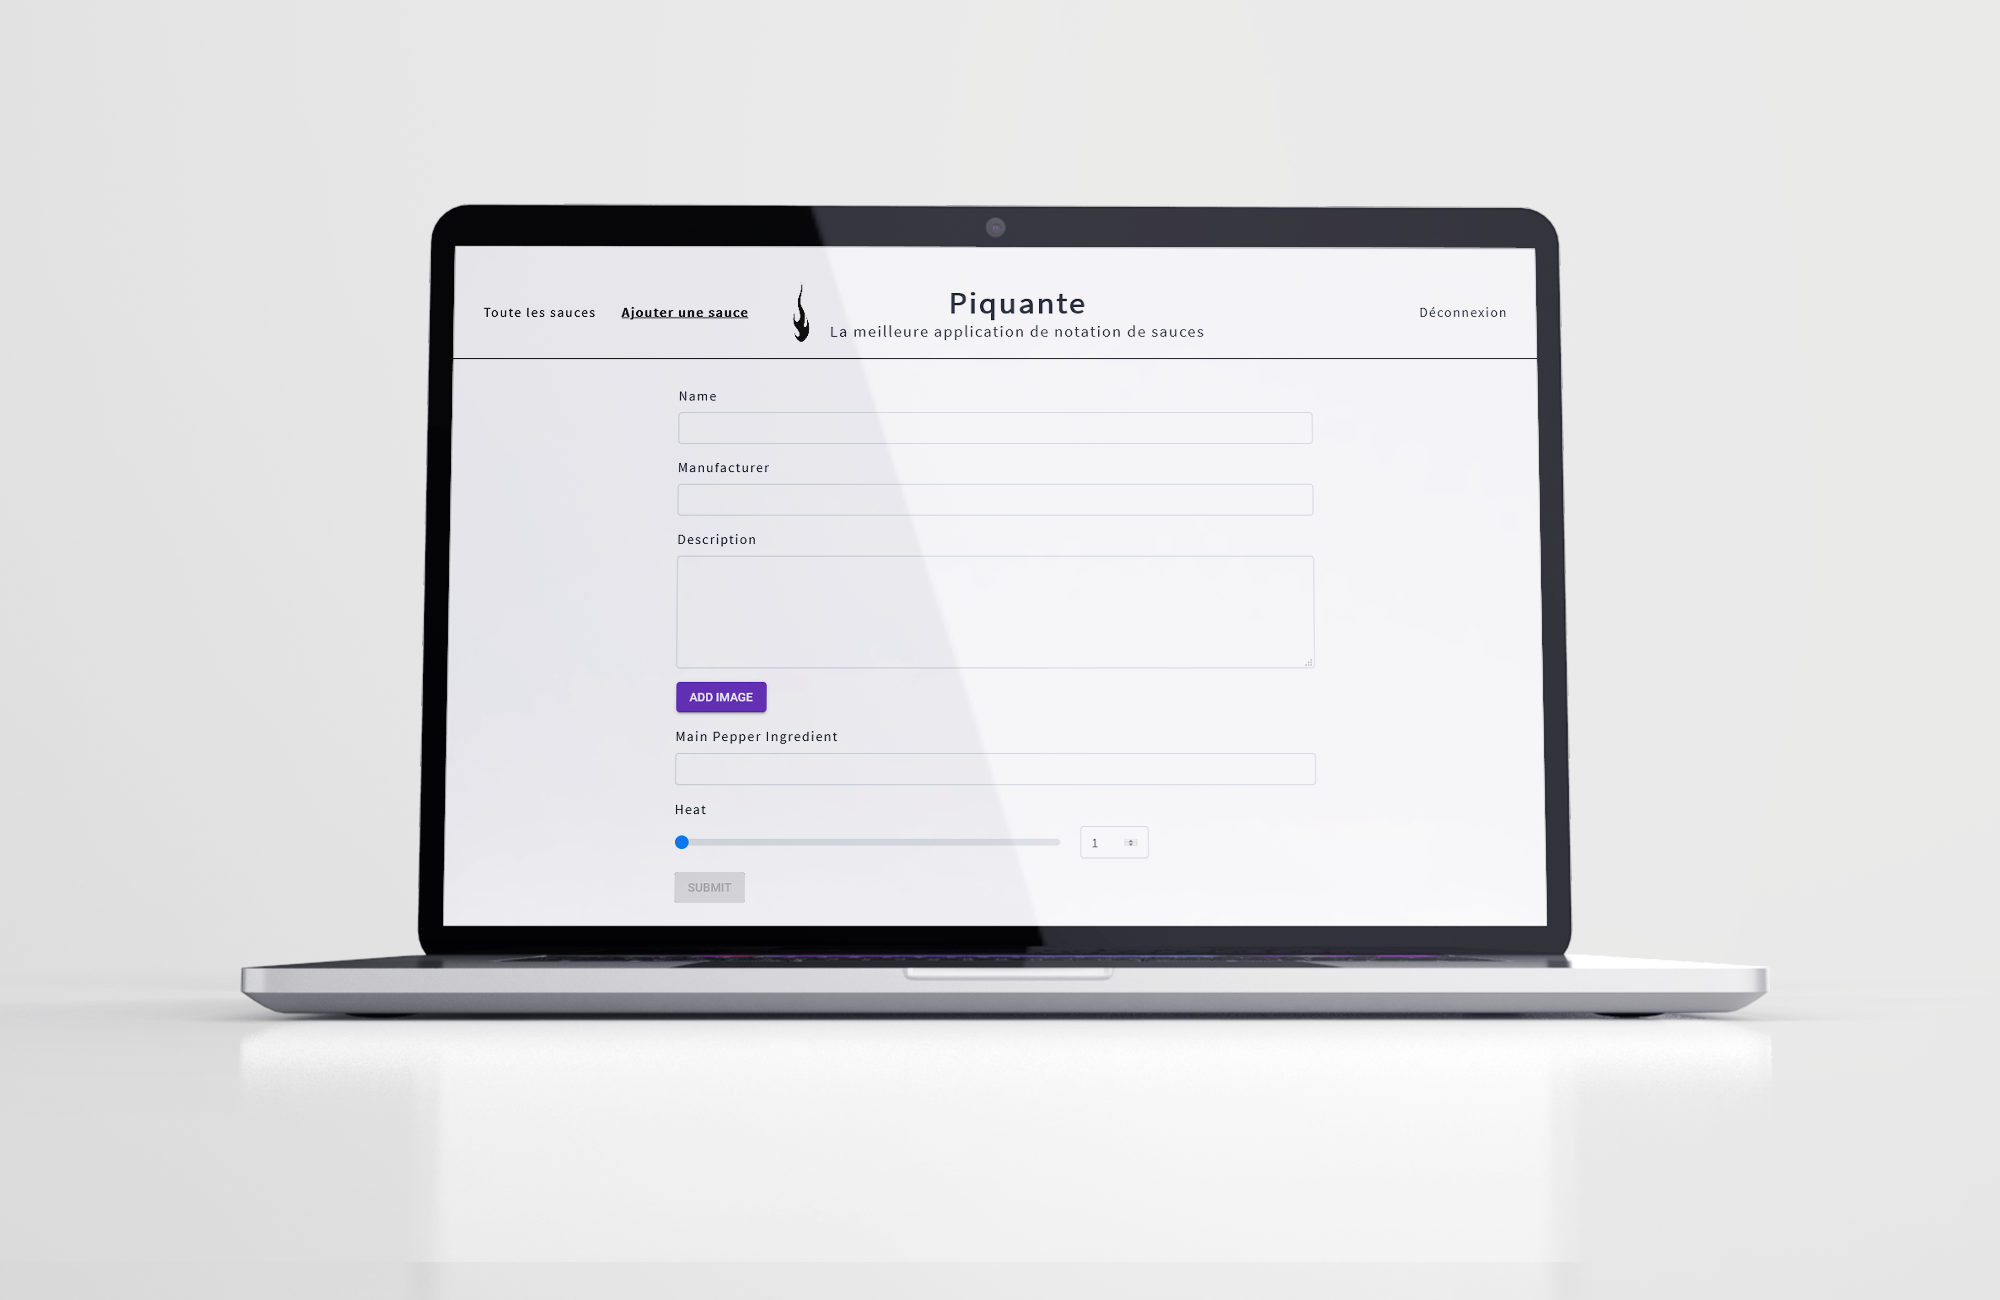 Toute les sauces
Ajouter une sauce
Piquante
La meilleure application de notation de sauces
Déconnexion
Name
Manufacturer
Description
ADD IMAGE
Main Pepper Ingredient
Heat
1
SUBMIT